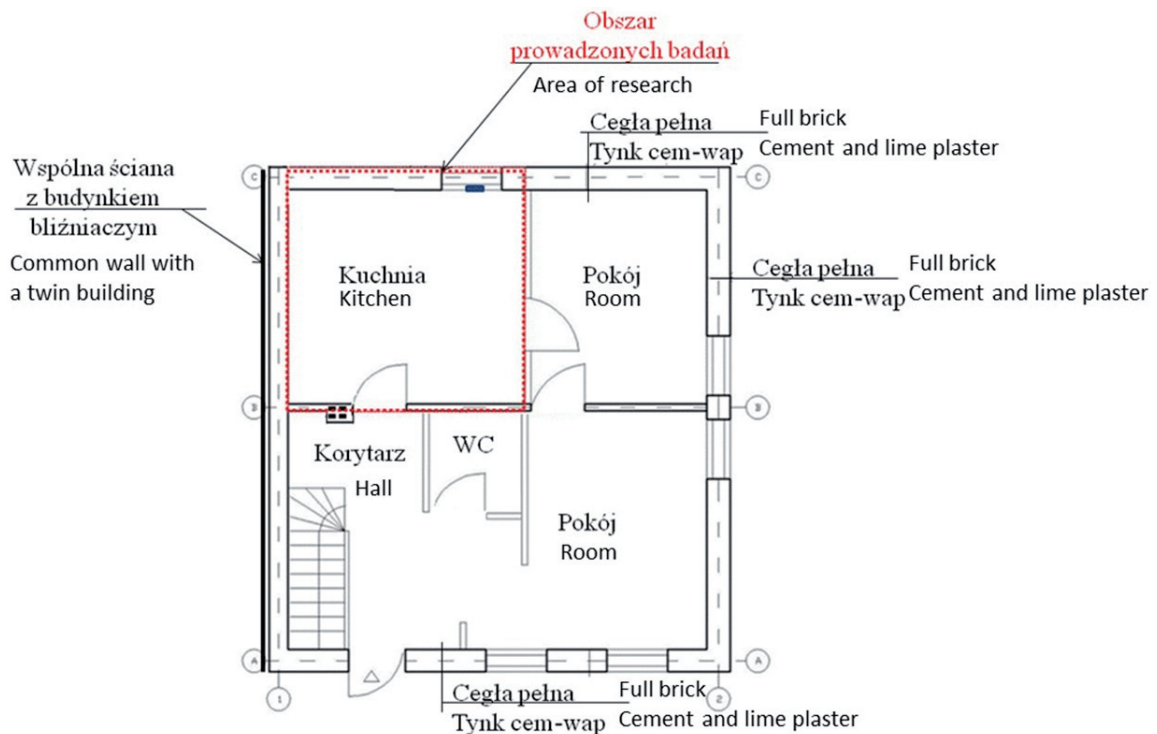 Obszar
prowadzonych badań
Area of research
Cegła pełna
Tynk cem-wap
Full brick
Cement and lime plaster
Wspólna ściana
z budynkiem
bliźniaczym
Common wall with
a twin building
C
C
Kuchnia
Kitchen
Pokój
Room
Cegła pełna
Tynk cem-wap
Full brick
Cement and lime plaster
B
B
Korytarz
Hall
WC
Pokój
Room
A
A
1
2
Cegła pełna
Tynk cem-wap
Full brick
Cement and lime plaster